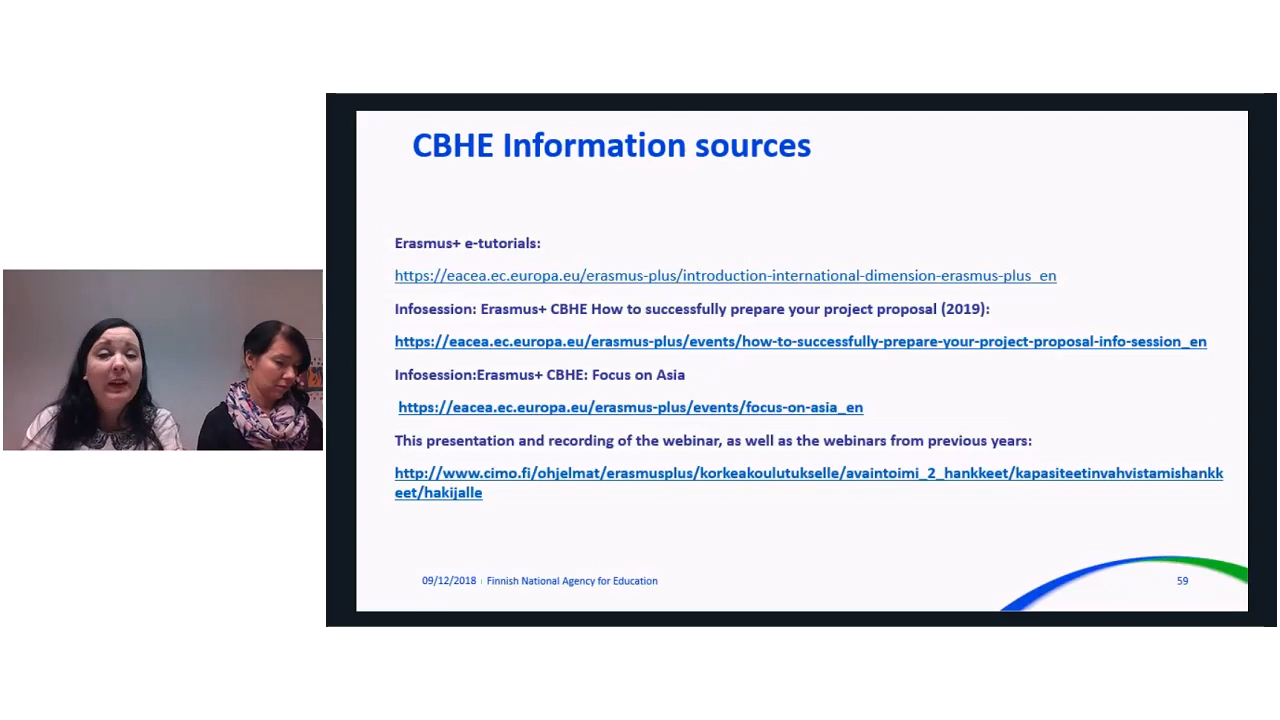 CBHE Information sources
Erasmus+ e-tutorials:
https://eacea.ec.europa.eu/erasmus-plus/introduction-international-dimension-erasmus-plus_en
Infosession: Erasmus+ CBHE How to successfully prepare your project proposal (2019):
https://eacea.ec.europa.eu/erasmus-plus/events/how-to-successfully-prepare-your-project-proposal-info-session_en
Infosession:Erasmus+ CBHE: Focus on Asia
https://eacea.ec.europa.eu/erasmus-plus/events/focus-on-asia_en
This presentation and recording of the webinar, as well as the webinars from previous years:
http://www.cimo.fi/ohjelmat/erasmusplus/korkeakoulutukselle/avaintoimi_2_hankkeet/kapasiteetinvahvistamishankk
eet/hakijalle
09/12/2018 | Finnish National Agency for Education
59